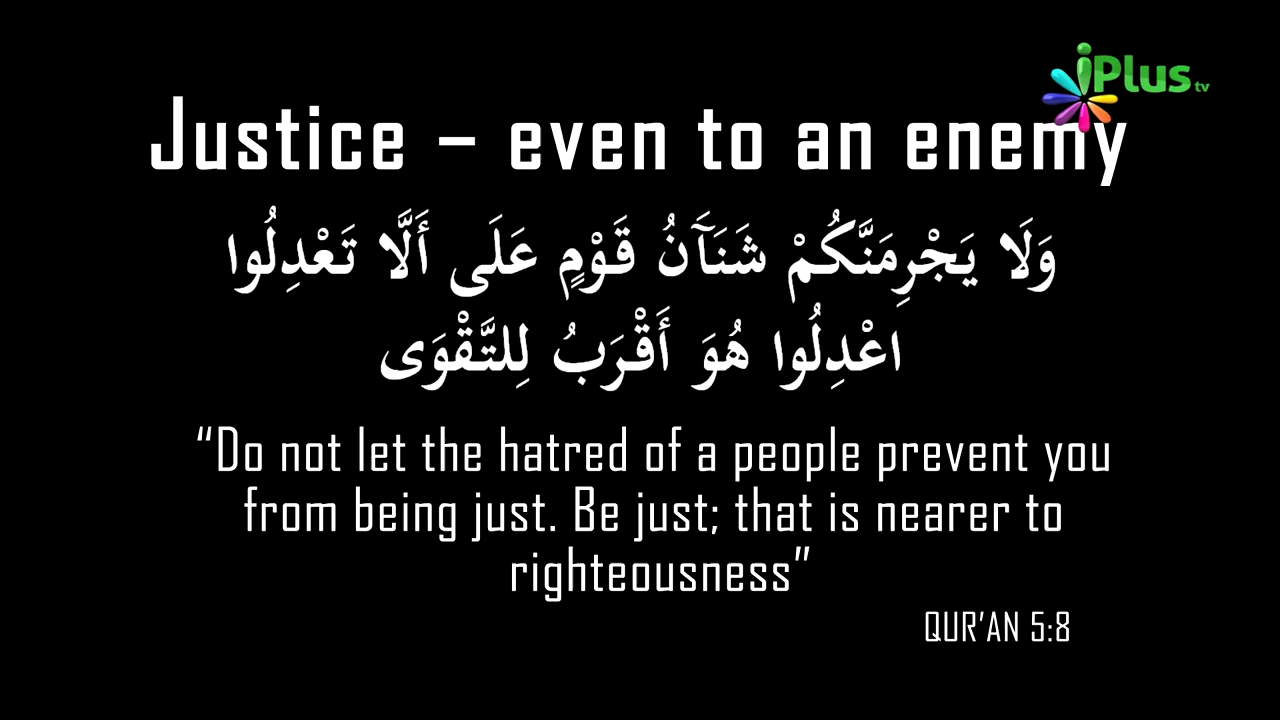 iPlus tv
Justice – even to an enemy
وَلَا يَجْرِمَنَّكُمْ شَنَآَنُ قَوْمٍ عَلَى أَلَّا تَعْدِلُوا
اعْدِلُوا هُوَ أَقْرَبُ لِلتَّقْوَى
“Do not let the hatred of a people prevent you
from being just. Be just; that is nearer to
righteousness”
QUR’AN 5:8